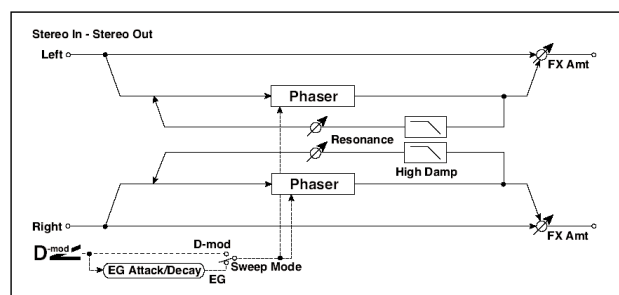 Stereo In - Stereo Out
Left
FX Amt
Phaser
Resonance
High Damp
Phaser
Right
FX Amt
D-mod
D-mod
EG Attack/Decay
EG
Sweep Mode